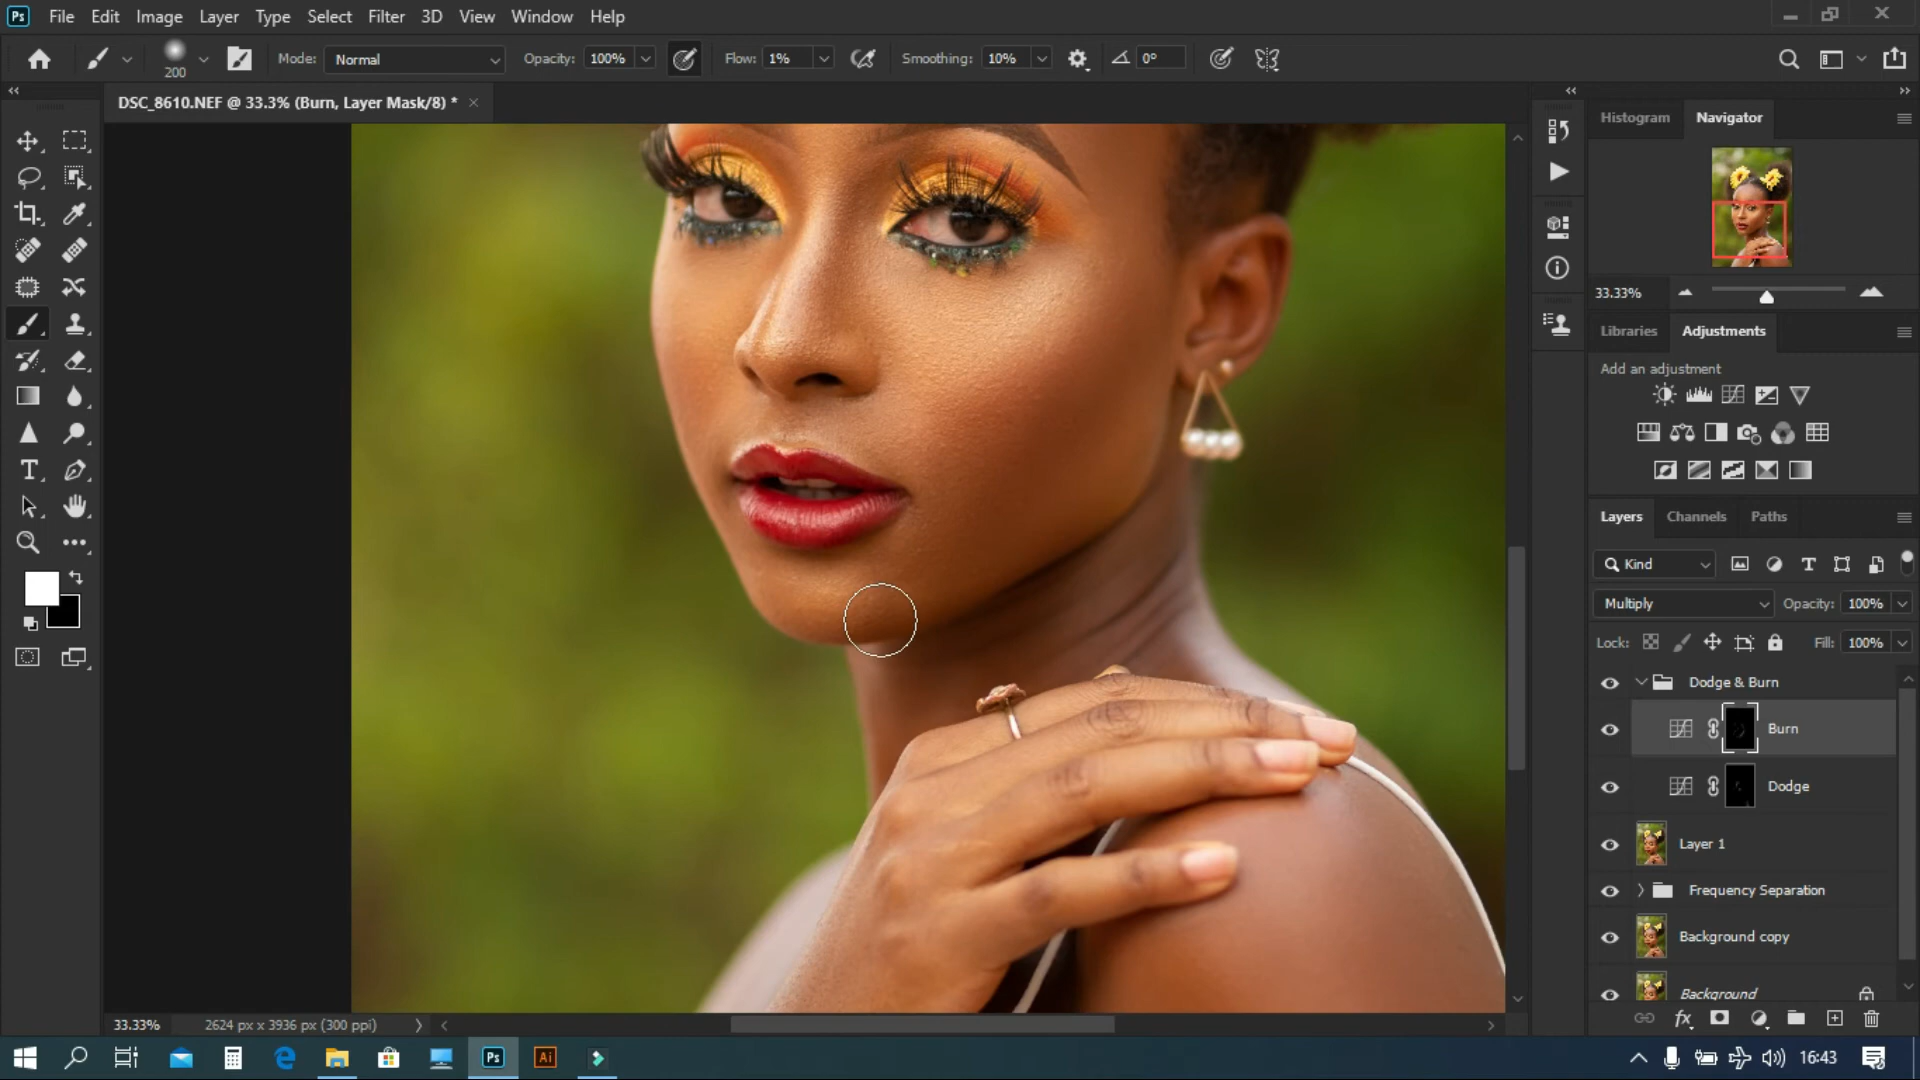 Ps File Edit Image Layer Type Select Filter 3D View Window Help
200 Mode: Normal Opacity: 100% Flow: 1% Smoothing: 10% 0°
DSC_8610.NEF @ 33.3% (Burn, Layer Mask/8) *
Histogram Navigator
33.33%
Libraries Adjustments
Add an adjustment
Layers Channels Paths
Kind
Multiply Opacity: 100%
Lock: Fill: 100%
Dodge & Burn
Burn
Dodge
Layer 1
Frequency Separation
Background copy
Background
fx
33.33% 2624 px x 3936 px (300 ppi)
Ps Ai 16:43